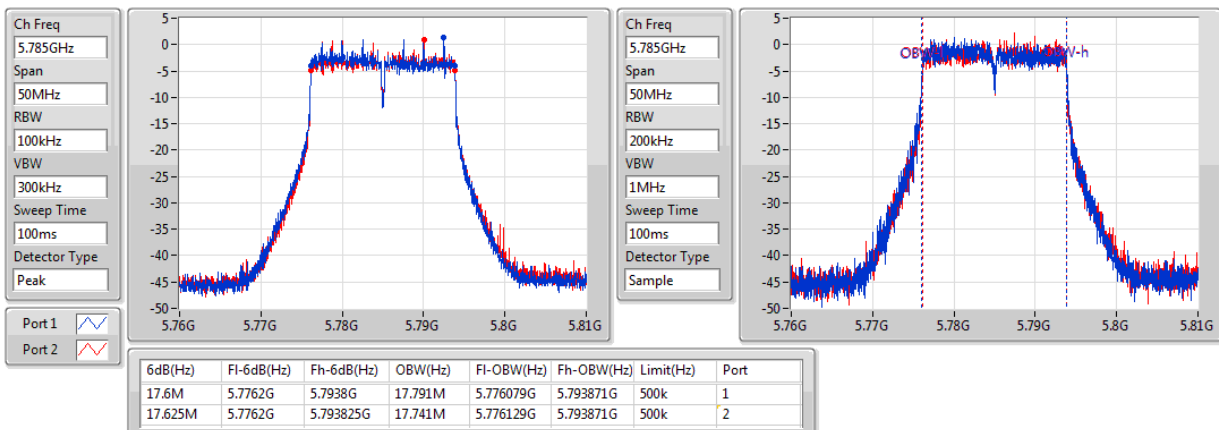 Ch Freq
5.785GHz
Span
50MHz
RBW
100kHz
VBW
300kHz
Sweep Time
100ms
Detector Type
Peak
Port 1
Port 2
5-
0-
-5-
-10-
-15-
-20-
-25-
-30-
-35-
-40-
-45-
-50-
5.76G 5.77G 5.78G 5.79G 5.8G 5.81G
Ch Freq
5.785GHz
Span
50MHz
RBW
200kHz
VBW
1MHz
Sweep Time
100ms
Detector Type
Sample
5-
0-
-5-
-10-
-15-
-20-
-25-
-30-
-35-
-40-
-45-
-50-
5.76G 5.77G 5.78G 5.79G 5.8G 5.81G
6dB(Hz) Fl-6dB(Hz) Fh-6dB(Hz) OBW(Hz) Fl-OBW(Hz) Fh-OBW(Hz) Limit(Hz) Port
17.6M 5.7762G 5.7938G 17.791M 5.776079G 5.793871G 500k 1
17.625M 5.7762G 5.793825G 17.741M 5.776129G 5.793871G 500k 2